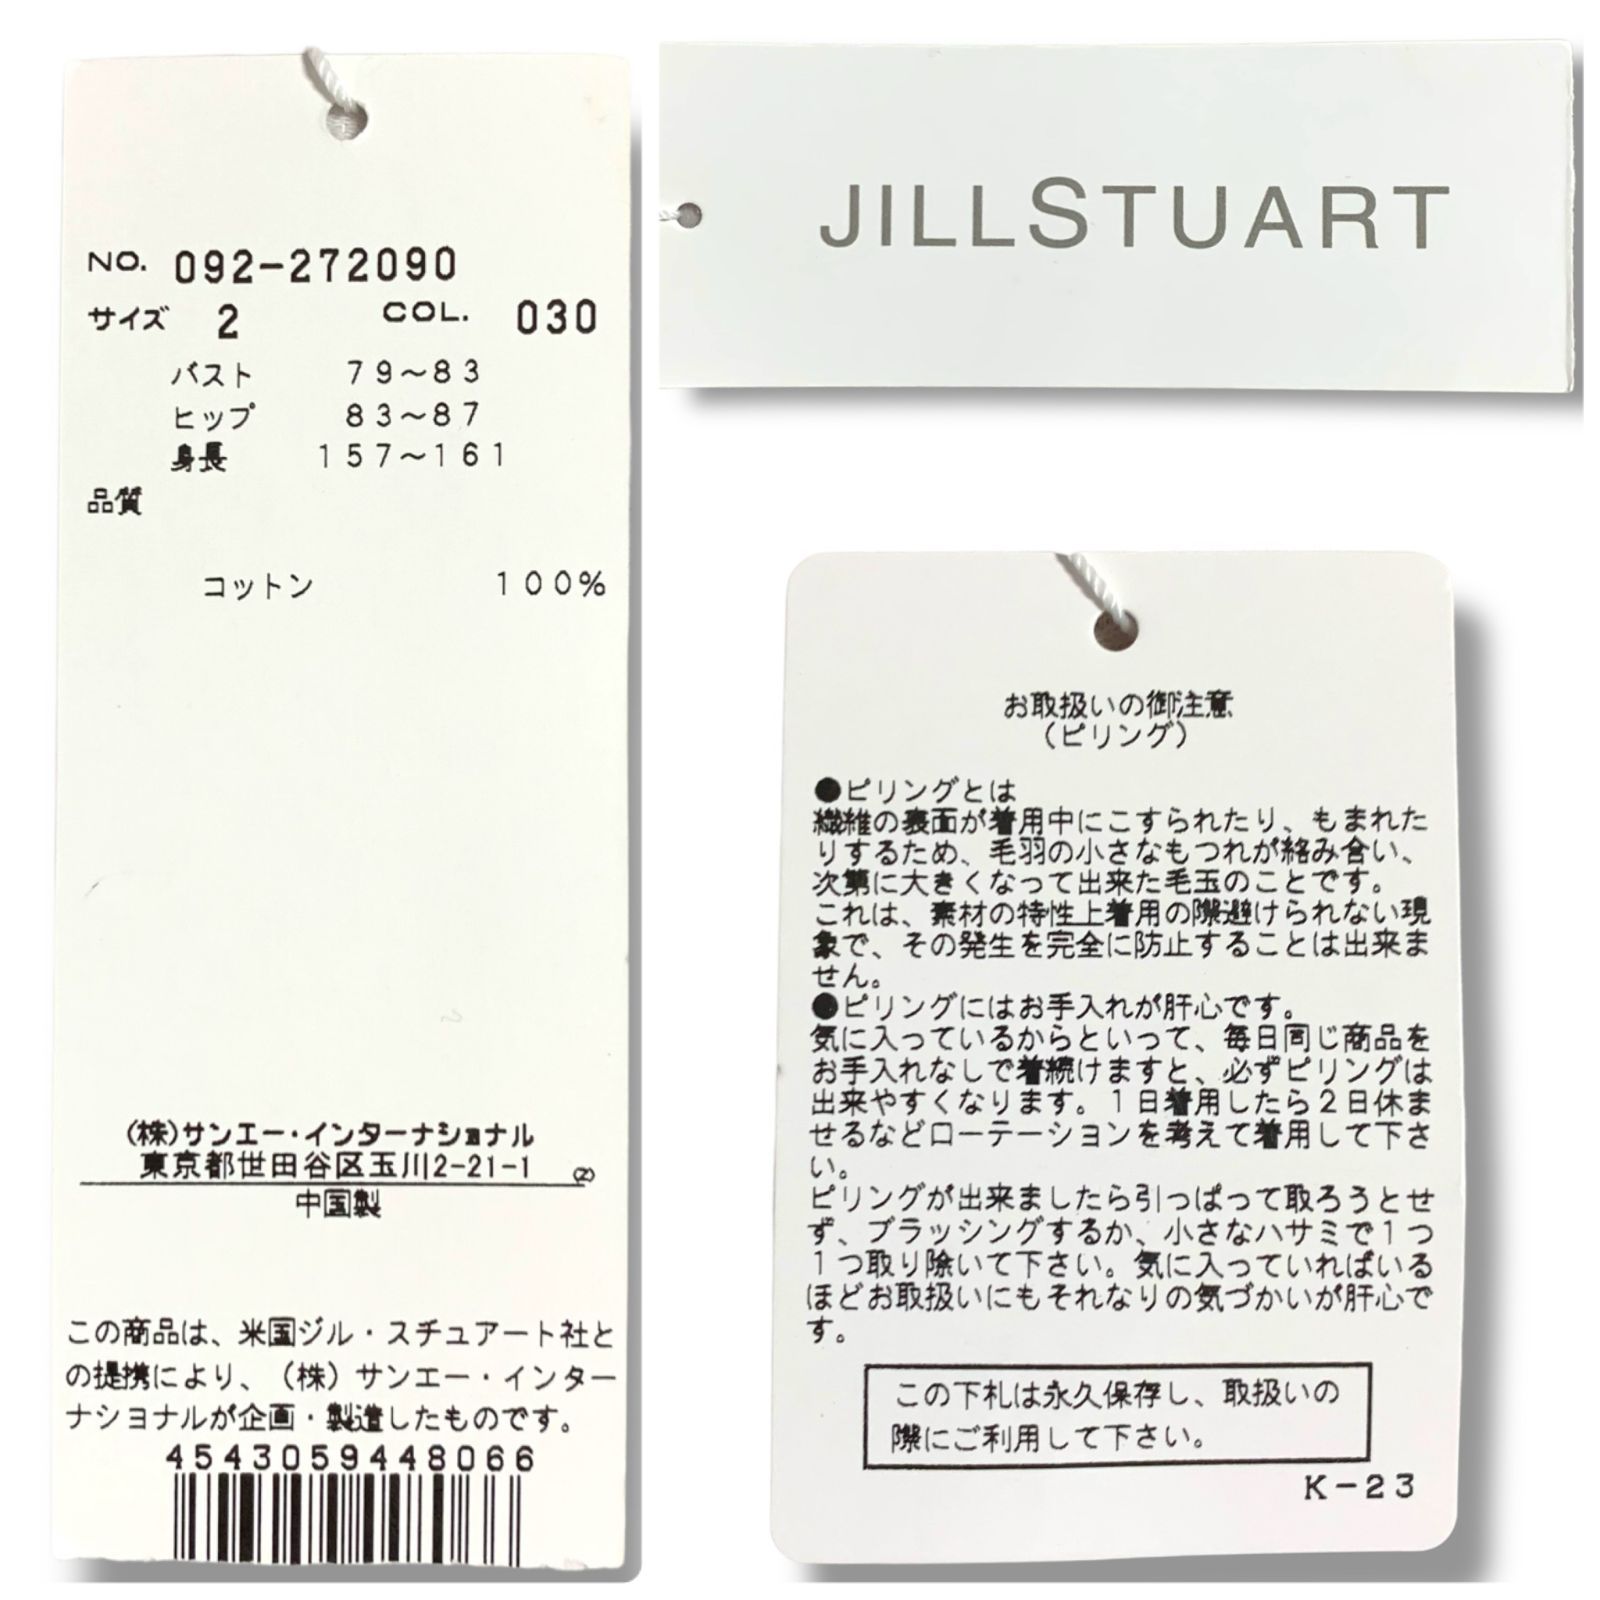 NO. 092-272090
サイズ 2 COL. 030
バスト 79〜83
ヒップ 83〜87
身長 157〜161
品質
コットン 100%
(株)サンエー・インターナショナル
東京都世田谷区玉川2-21-1 (2)
中国製
この商品は、米国ジル・スチュアート社と
の提携により、(株)サンエー・インター
ナショナルが企画・製造したものです。
4543059448066
JILLSTUART
お取扱いの御注意
(ピリング)
●ピリングとは
繊維の表面が着用中にこすられたり、もまれた
りするため、毛羽の小さなもつれが絡み合い、
次第に大きくなって出来た毛玉のことです。
これは、素材の特性上着用の際避けられない現
象で、その発生を完全に防止することは出来ま
せん。
●ピリングにはお手入れが肝心です。
気に入っているからといって、毎日同じ商品を
お手入れなしで着続けますと、必ずピリングは
出来やすくなります。1日着用したら2日休ま
せるなどローテーションを考えて着用して下さ
い。
ピリングが出来ましたら引っぱって取ろうとせ
ず、ブラッシングするか、小さなハサミで1つ
1つ取り除いて下さい。気に入っていればいる
ほどお取扱いにもそれなりの気づかいが肝心で
す。
この下札は永久保存し、取扱いの
際にご利用して下さい。
K-23